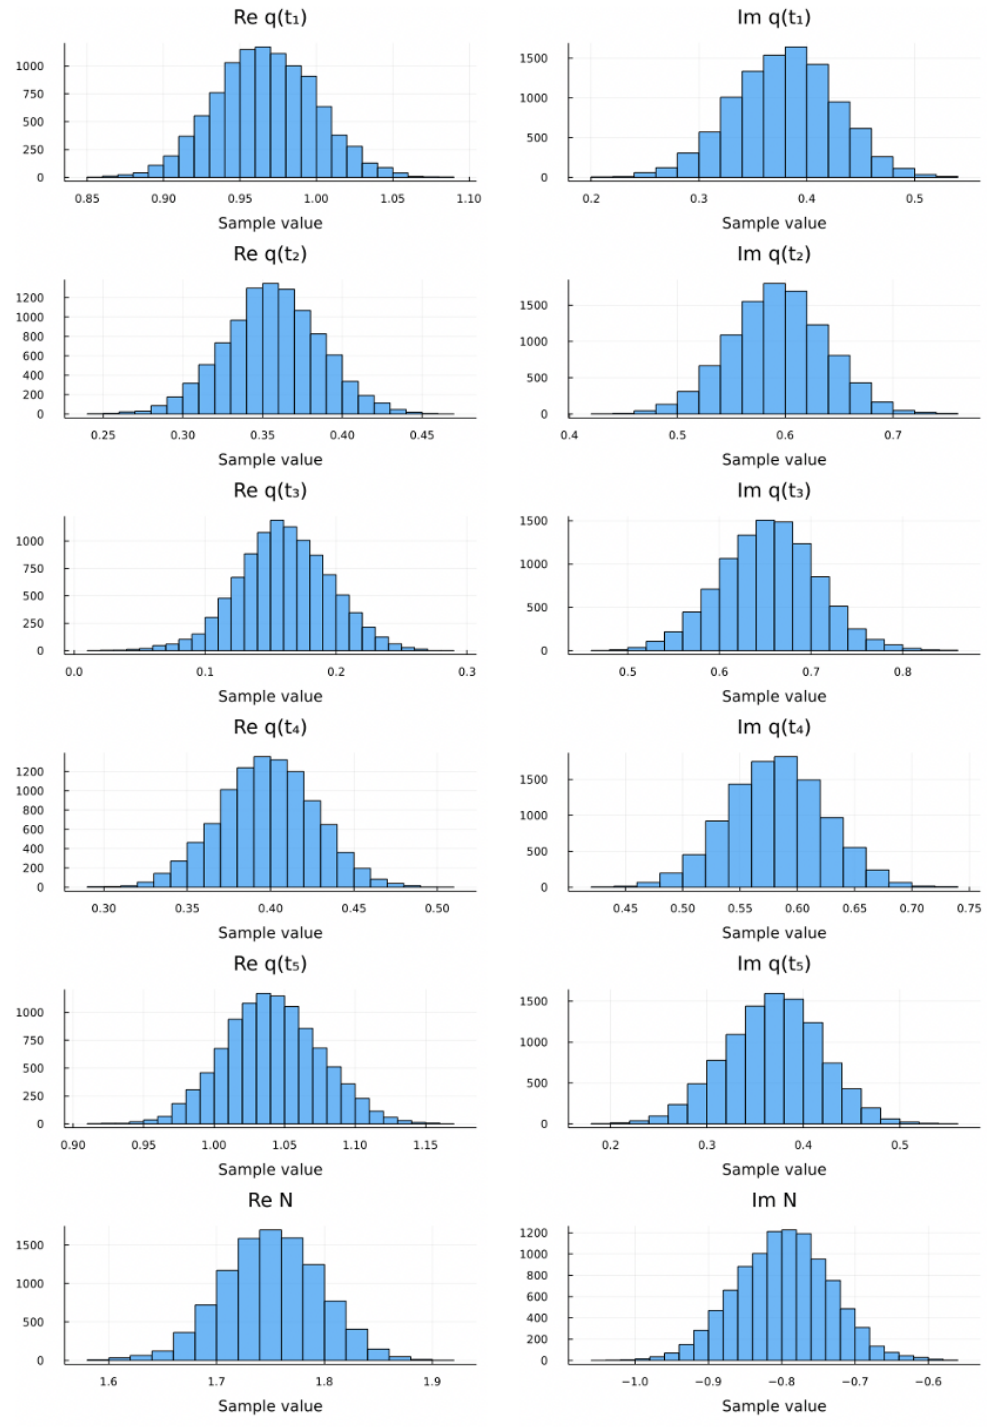 Re q(t₁)
Im q(t₁)
1000
750
500
250
0
0.85 0.90 0.95 1.00 1.05 1.10
Sample value
1500
1000
500
0
0.2 0.3 0.4 0.5
Sample value
Re q(t₂)
Im q(t₂)
1200
1000
800
600
400
200
0
0.25 0.30 0.35 0.40 0.45
Sample value
1500
1000
500
0
0.4 0.5 0.6 0.7
Sample value
Re q(t₃)
Im q(t₃)
1000
750
500
250
0
0.0 0.1 0.2 0.3
Sample value
1500
1000
500
0
0.5 0.6 0.7 0.8
Sample value
Re q(t₄)
Im q(t₄)
1200
1000
800
600
400
200
0
0.30 0.35 0.40 0.45 0.50
Sample value
1500
1000
500
0
0.45 0.50 0.55 0.60 0.65 0.70 0.75
Sample value
Re q(t₅)
Im q(t₅)
1000
750
500
250
0
0.90 0.95 1.00 1.05 1.10 1.15
Sample value
1500
1000
500
0
0.2 0.3 0.4 0.5
Sample value
Re N
Im N
1500
1000
500
0
1.6 1.7 1.8 1.9
Sample value
1200
1000
800
600
400
200
0
−1.0 −0.9 −0.8 −0.7 −0.6
Sample value